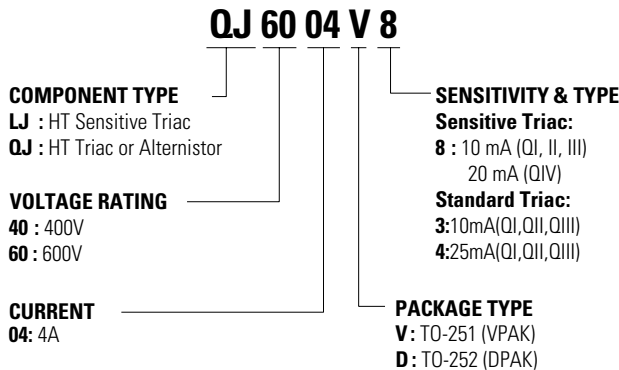 QJ 60 04 V 8
COMPONENT TYPE
LJ : HT Sensitive Triac
QJ : HT Triac or Alternistor
VOLTAGE RATING
40 : 400V
60 : 600V
CURRENT
04: 4A
SENSITIVITY & TYPE
Sensitive Triac:
8 : 10 mA (QI, II, III)
20 mA (QIV)
Standard Triac:
3:10mA(QI,QII,QIII)
4:25mA(QI,QII,QIII)
PACKAGE TYPE
V : TO-251 (VPAK)
D : TO-252 (DPAK)